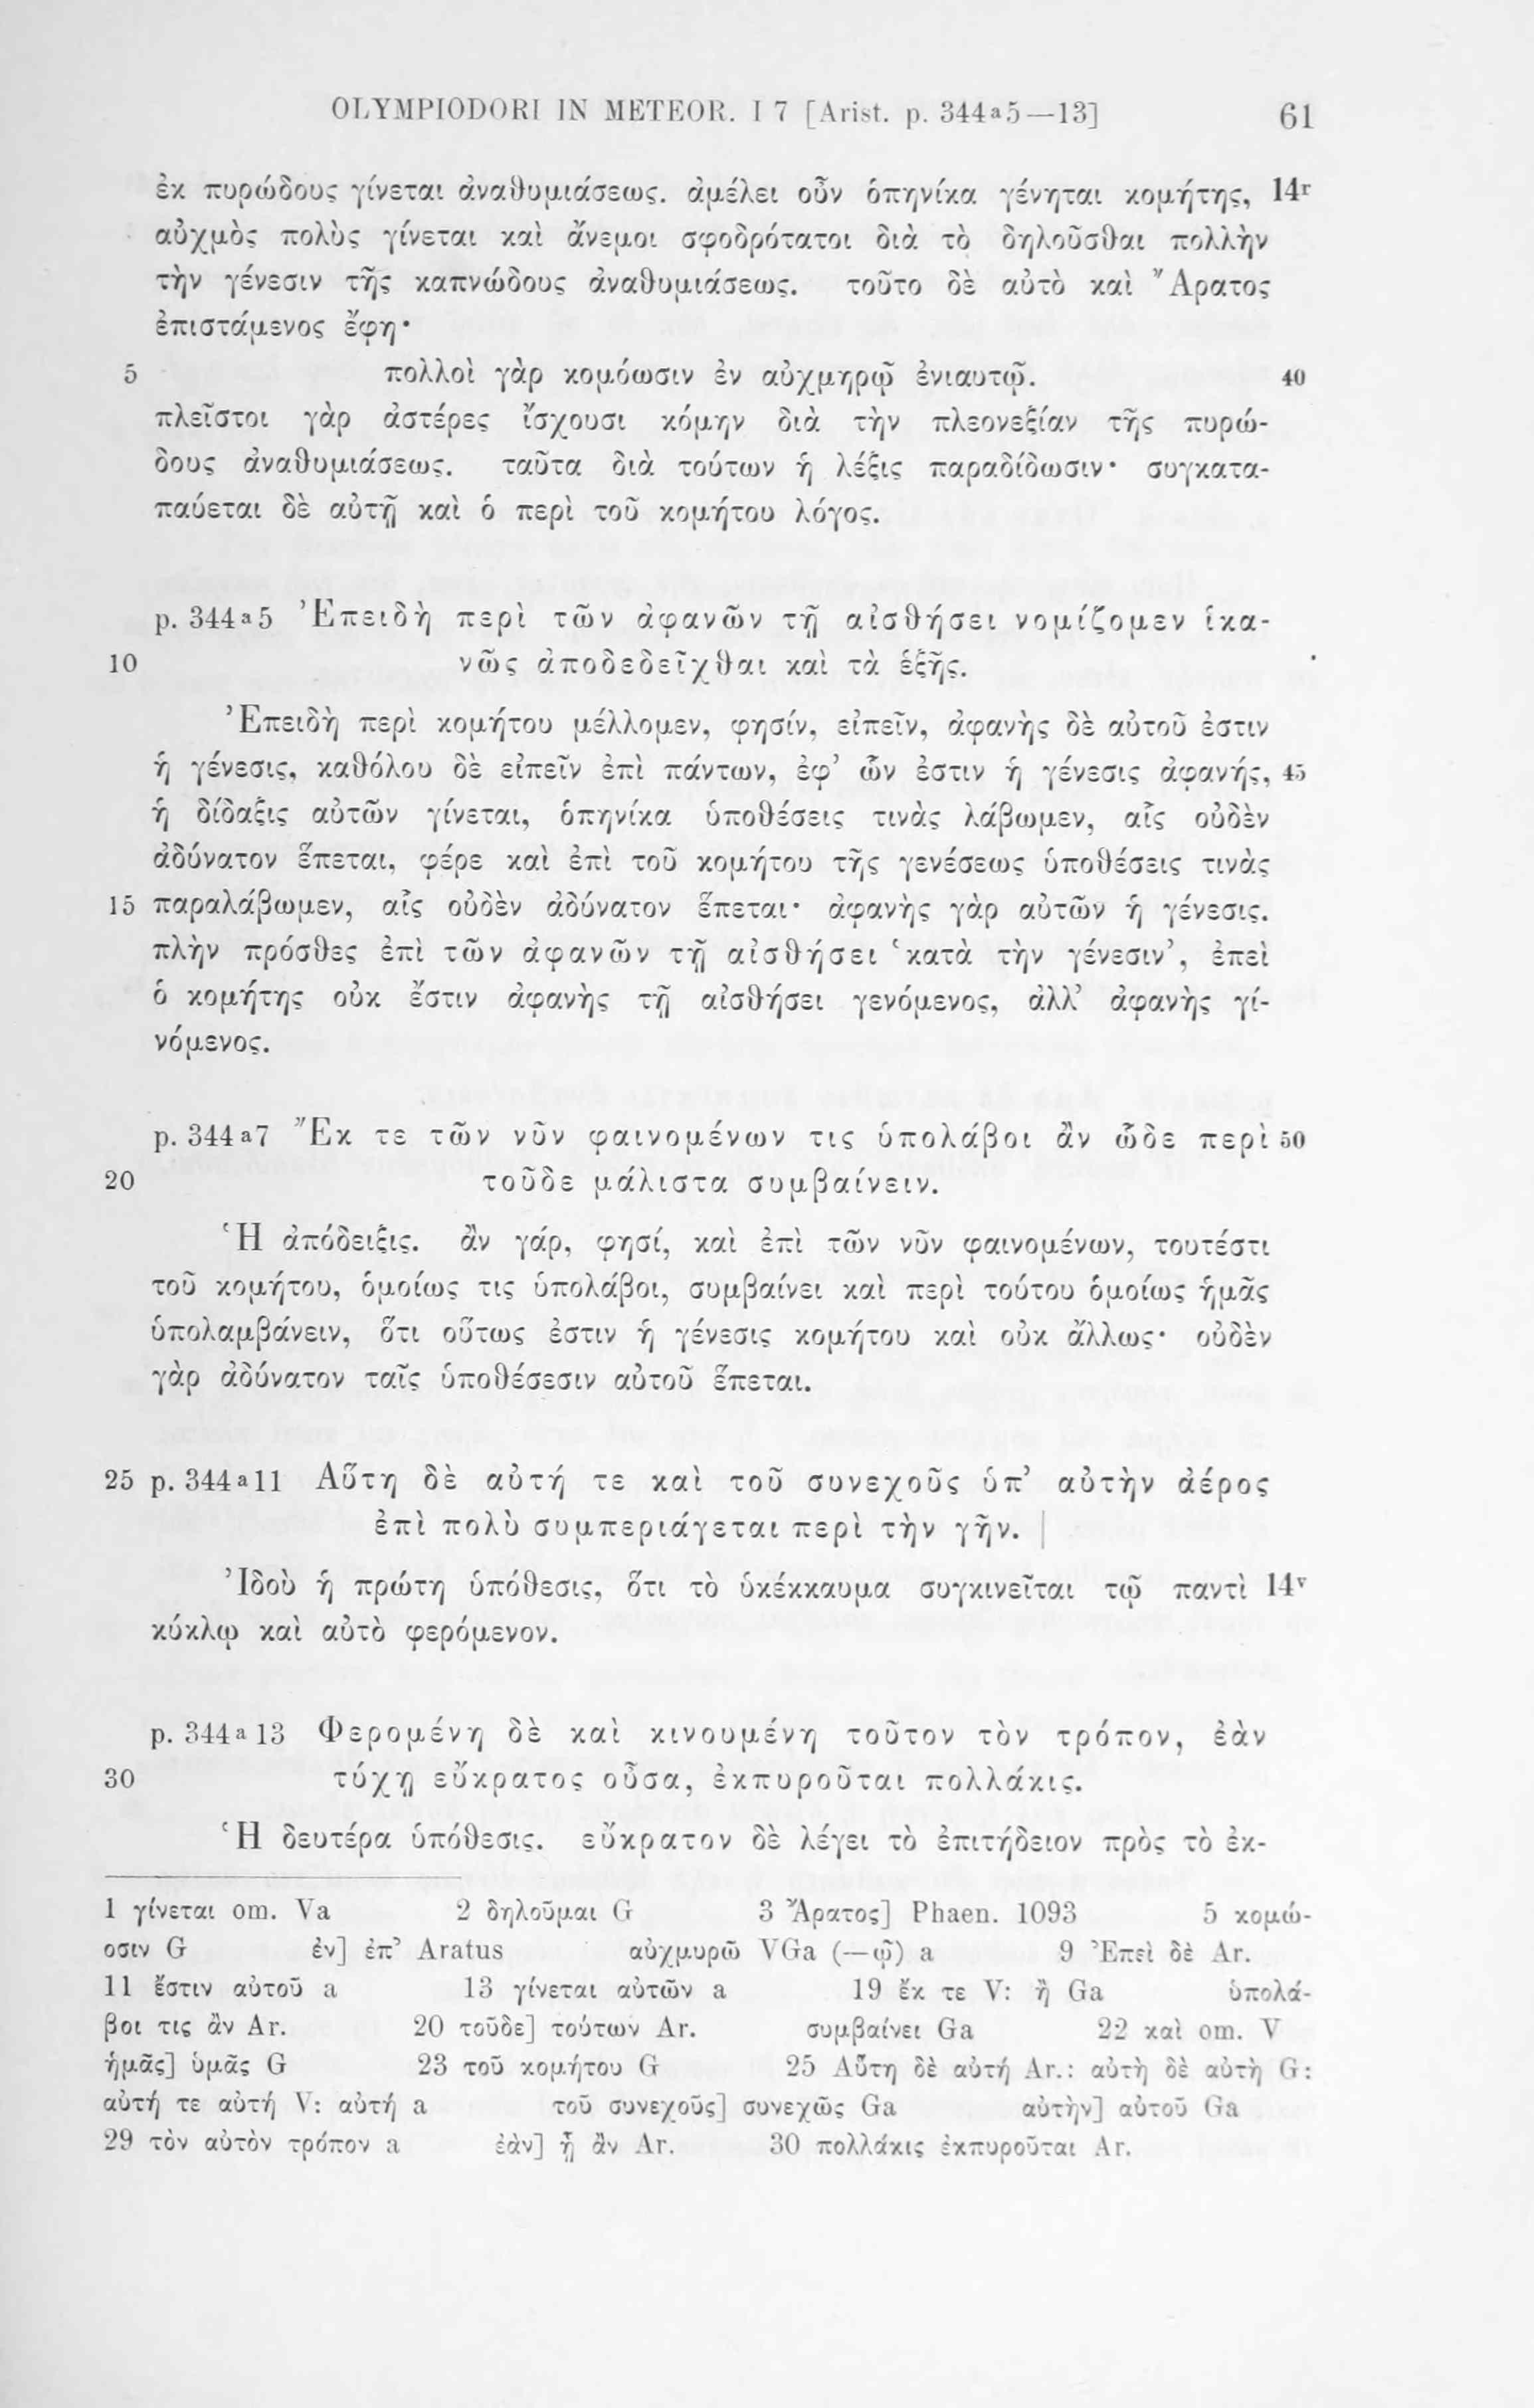 OLYMPIODORI IN METEOR. I 7 [Arist. p. 344a5—13] 61
ἐκ πυρώδους γίνεται ἀναθυμιάσεως. ἀμέλει οὖν ὁπηνίκα γένηται κομήτης, 14r
αὐχμὸς πολὺς γίνεται καὶ ἄνεμοι σφοδρότατοι διὰ τὸ δηλοῦσθαι πολλὴν
τὴν γένεσιν τῆς καπνώδους ἀναθυμιάσεως. τοῦτο δὲ αὐτὸ καὶ Ἄρατος
ἐπιστάμενος ἔφη·
5 πολλοὶ γὰρ κομόωσιν ἐν αὐχμηρῷ ἐνιαυτῷ. 40
πλεῖστοι γὰρ ἀστέρες ἴσχουσι κόμην διὰ τὴν πλεονεξίαν τῆς πυρώ-
δους ἀναθυμιάσεως. ταῦτα διὰ τούτων ἡ λέξις παραδίδωσιν· συγκατα-
παύεται δὲ αὐτῇ καὶ ὁ περὶ τοῦ κομήτου λόγος.
p. 344a5 Ἐπειδὴ περὶ τῶν ἀφανῶν τῇ αἰσθήσει νομίζομεν ἱκα-
10 νῶς ἀποδεδεῖχθαι καὶ τὰ ἑξῆς.
Ἐπειδὴ περὶ κομήτου μέλλομεν, φησίν, εἰπεῖν, ἀφανὴς δὲ αὐτοῦ ἐστιν
ἡ γένεσις, καθόλου δὲ εἰπεῖν ἐπὶ πάντων, ἐφ’ ὧν ἐστιν ἡ γένεσις ἀφανής, 45
ἡ δίδαξις αὐτῶν γίνεται, ὁπηνίκα ὑποθέσεις τινὰς λάβωμεν, αἷς οὐδὲν
ἀδύνατον ἕπεται, φέρε καὶ ἐπὶ τοῦ κομήτου τῆς γενέσεως ὑποθέσεις τινὰς
15 παραλάβωμεν, αἷς οὐδὲν ἀδύνατον ἕπεται· ἀφανὴς γὰρ αὐτῶν ἡ γένεσις.
πλὴν πρόσθες ἐπὶ τῶν ἀφανῶν τῇ αἰσθήσει ‘κατὰ τὴν γένεσιν’, ἐπεὶ
ὁ κομήτης οὐκ ἔστιν ἀφανὴς τῇ αἰσθήσει γενόμενος, ἀλλ’ ἀφανὴς γί-
νόμενος.
p. 344a7 Ἔκ τε τῶν νῦν φαινομένων τις ὑπολάβοι ἂν ὧδε περὶ 50
20 τοῦδε μάλιστα συμβαίνειν.
Ἡ ἀπόδειξις. ἂν γάρ, φησί, καὶ ἐπὶ τῶν νῦν φαινομένων, τουτέστι
τοῦ κομήτου, ὁμοίως τις ὑπολάβοι, συμβαίνει καὶ περὶ τούτου ὁμοίως ἡμᾶς
ὑπολαμβάνειν, ὅτι οὕτως ἐστιν ἡ γένεσις κομήτου καὶ οὐκ ἄλλως· οὐδὲν
γὰρ ἀδύνατον ταῖς ὑποθέσεσιν αὐτοῦ ἕπεται.
25 p. 344a11 Αὕτη δὲ αὐτή τε καὶ τοῦ συνεχοῦς ὑπ’ αὐτὴν ἀέρος
ἐπὶ πολὺ συμπεριάγεται περὶ τὴν γῆν. |
Ἰδοὺ ἡ πρώτη ὑπόθεσις, ὅτι τὸ ὑκέκκαυμα συγκινεῖται τῷ παντὶ 14v
κύκλῳ καὶ αὐτὸ φερόμενον.
p. 344a13 Φερομένη δὲ καὶ κινουμένη τοῦτον τὸν τρόπον, ἐὰν
30 τύχῃ εὔκρατος οὖσα, ἐκπυροῦται πολλάκις.
Ἡ δευτέρα ὑπόθεσις. εὔκρατον δὲ λέγει τὸ ἐπιτήδειον πρὸς τὸ ἐκ-
1 γίνεται om. Va 2 δηλοῦμαι G 3 Ἄρατος] Phaen. 1093 5 κομώ-
οσιν G ἐν] ἐπ’ Aratus αὐχμυρῶ VGa (—ῷ) a 9 Ἐπεὶ δὲ Ar.
11 ἔστιν αὐτοῦ a 13 γίνεται αὐτῶν a 19 ἔκ τε V: ἢ Ga ὑπολά-
βοι τις ἂν Ar. 20 τοῦδε] τούτων Ar. συμβαίνει Ga 22 καὶ om. V
ἡμᾶς] ὑμᾶς G 23 τοῦ κομήτου G 25 Αὕτη δὲ αὐτή Ar.: αὐτὴ δὲ αὐτὴ G:
αὐτή τε αὐτή V: αὐτή a τοῦ συνεχοῦς] συνεχῶς Ga αὐτὴν] αὐτοῦ Ga
29 τὸν αὐτὸν τρόπον a ἐὰν] ᾗ ἂν Ar. 30 πολλάκις ἐκπυροῦται Ar.